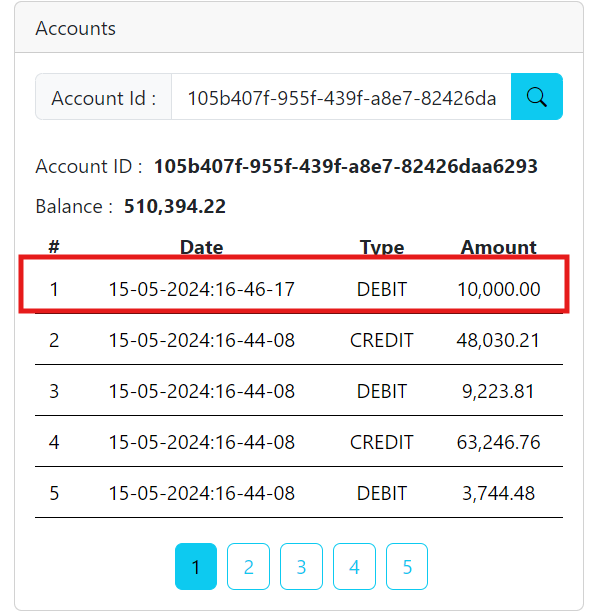 Accounts
Account Id : 105b407f-955f-439f-a8e7-82426da
Account ID : 105b407f-955f-439f-a8e7-82426daa6293
Balance : 510,394.22
# Date Type Amount
1 15-05-2024:16-46-17 DEBIT 10,000.00
2 15-05-2024:16-44-08 CREDIT 48,030.21
3 15-05-2024:16-44-08 DEBIT 9,223.81
4 15-05-2024:16-44-08 CREDIT 63,246.76
5 15-05-2024:16-44-08 DEBIT 3,744.48
1 2 3 4 5